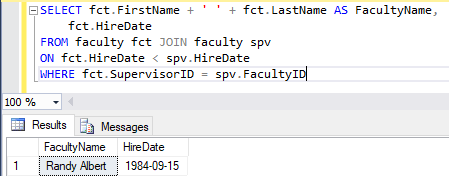 SELECT fct.FirstName + ' ' + fct.LastName AS FacultyName,
fct.HireDate
FROM faculty fct JOIN faculty spv
ON fct.HireDate < spv.HireDate
WHERE fct.SupervisorID = spv.FacultyID
100 %
Results Messages
FacultyName HireDate
1 Randy Albert 1984-09-15